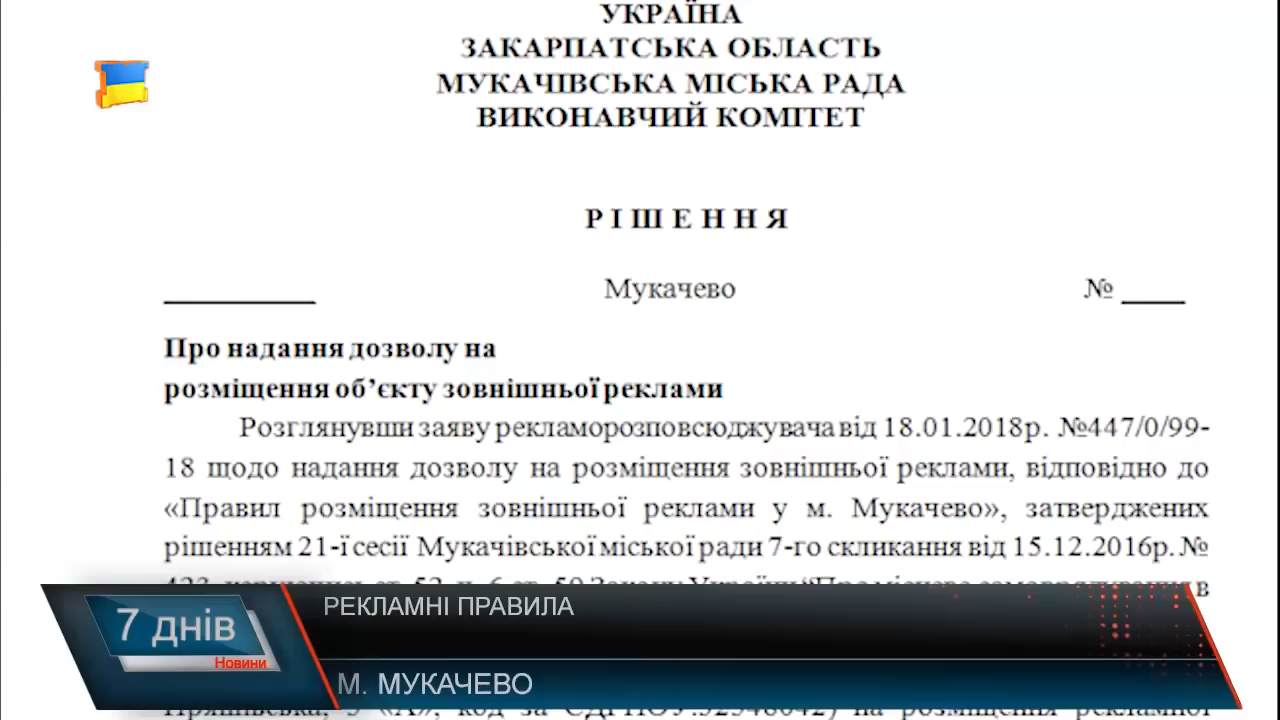 УКРАЇНА
ЗАКАРПАТСЬКА ОБЛАСТЬ
МУКАЧІВСЬКА МІСЬКА РАДА
ВИКОНАВЧИЙ КОМІТЕТ
Р І Ш Е Н Н Я
Мукачево №
Про надання дозволу на
розміщення об’єкту зовнішньої реклами
Розглянувши заяву рекламорозповсюджувача від 18.01.2018р. №447/0/99-
18 щодо надання дозволу на розміщення зовнішньої реклами, відповідно до
«Правил розміщення зовнішньої реклами у м. Мукачево», затверджених
рішенням 21-ї сесії Мукачівської міської ради 7-го скликання від 15.12.2016р. №
в
РЕКЛАМНІ ПРАВИЛА
7 днів
Новини
М. МУКАЧЕВО